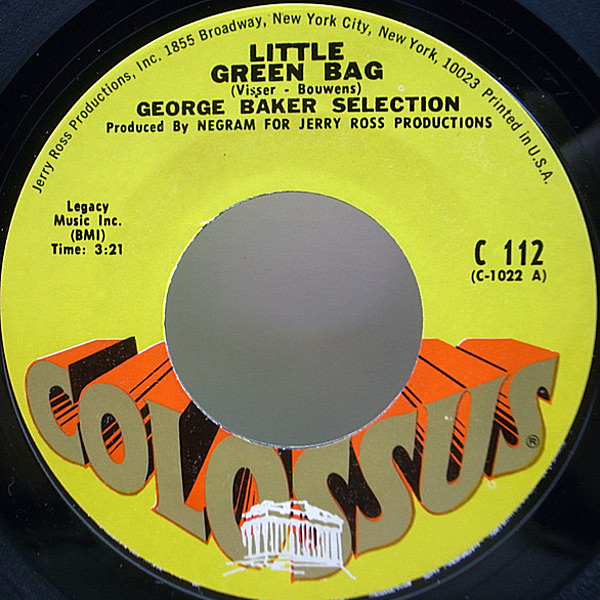 Jerry Ross Productions, Inc. 1855 Broadway, New York City, New York, 10023 Printed in U.S.A.
LITTLE
GREEN BAG
(Visser - Bouwens)
GEORGE BAKER SELECTION
Produced By NEGRAM FOR JERRY ROSS PRODUCTIONS
Legacy
Music Inc.
(BMI)
Time: 3:21
C 112
(C-1022 A)
COLOSSUS®